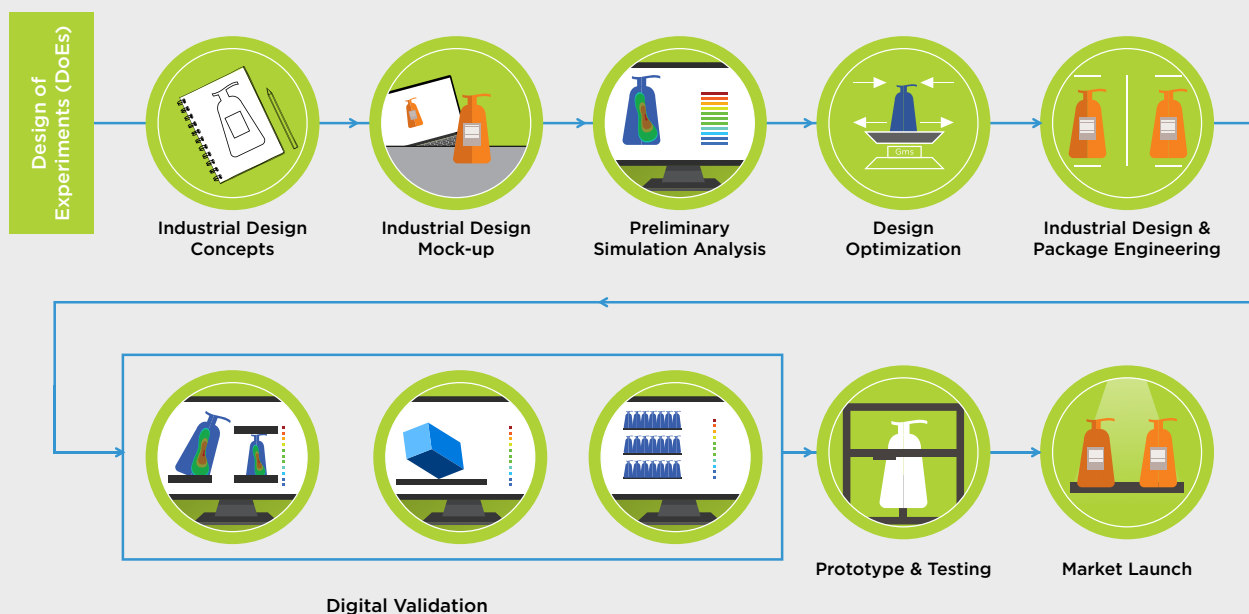 Design of
Experiments (DoEs)
Gms
Industrial Design
Concepts
Industrial Design
Mock-up
Preliminary
Simulation Analysis
Design
Optimization
Industrial Design &
Package Engineering
Digital Validation
Prototype & Testing
Market Launch